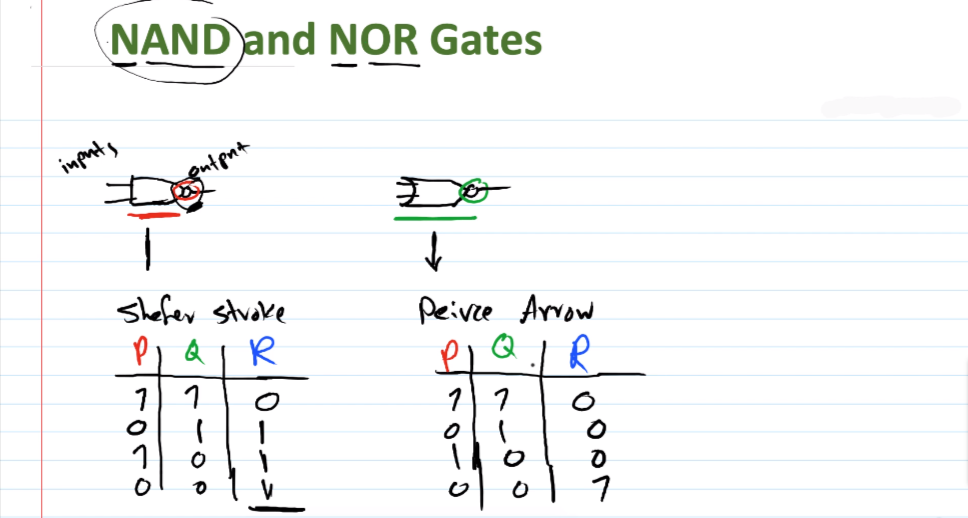 NAND and NOR Gates
inputs output
| ↓
Shefer stroke Peirce Arrow
P Q R P Q R
1 1 0 1 1 0
0 1 1 0 1 0
1 0 1 1 0 0
0 0 1 0 0 1